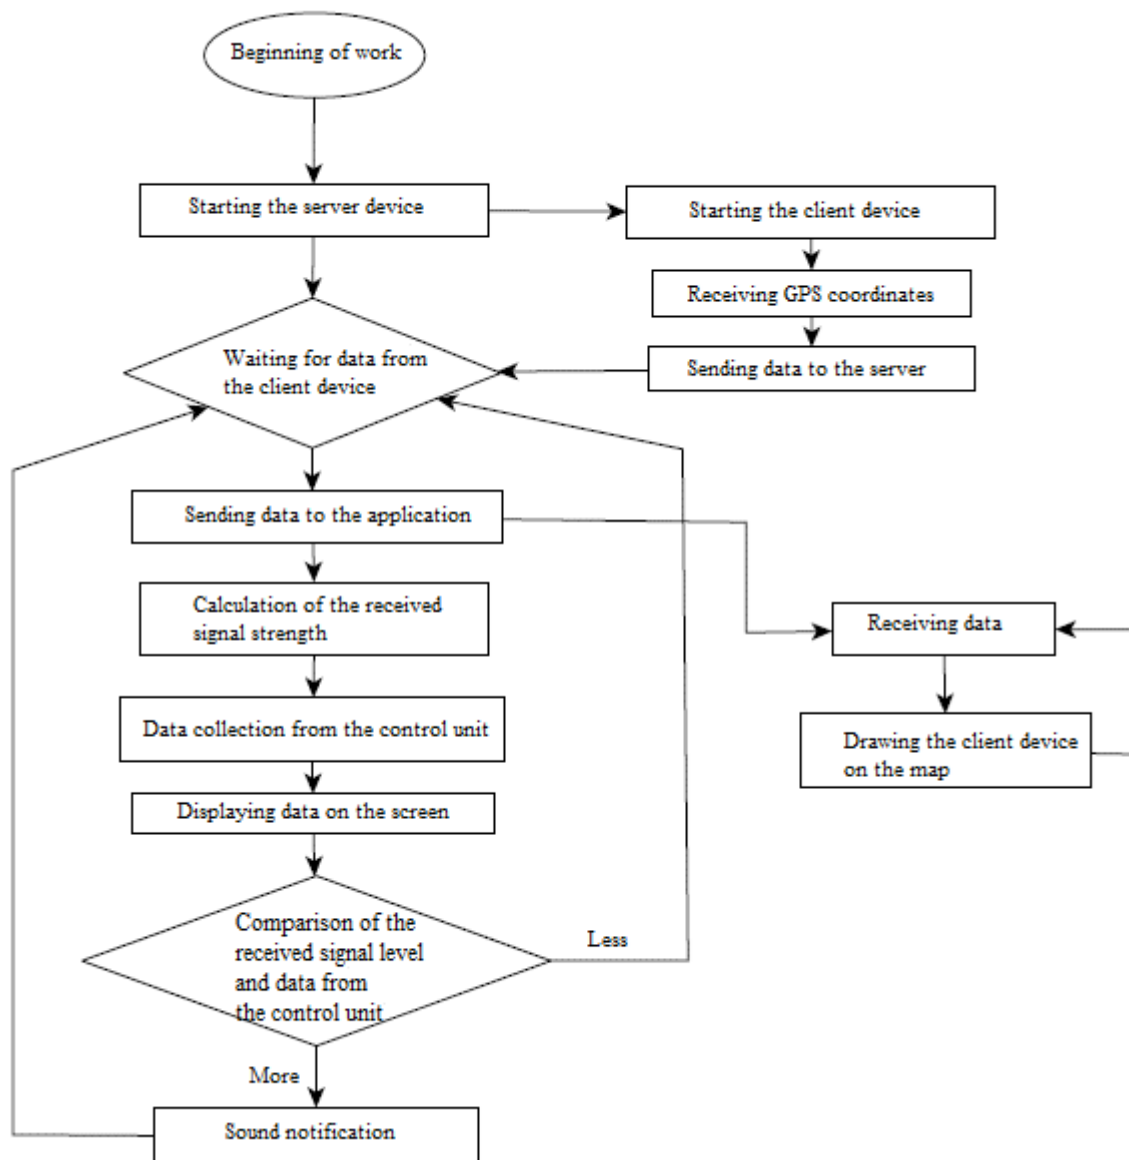 Beginning of work
Starting the server device
Starting the client device
Receiving GPS coordinates
Waiting for data from
the client device
Sending data to the server
Sending data to the application
Calculation of the received
signal strength
Receiving data
Data collection from the control unit
Drawing the client device
on the map
Displaying data on the screen
Comparison of the
received signal level
and data from
the control unit
Less
More
Sound notification